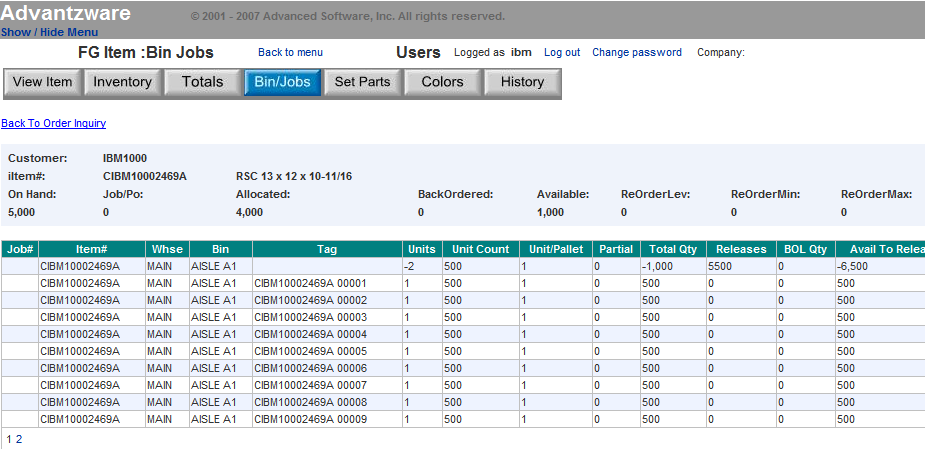 Advantzware © 2001 - 2007 Advanced Software, Inc. All rights reserved.
Show / Hide Menu
FG Item :Bin Jobs Back to menu Users Logged as ibm Log out Change password Company:
View Item Inventory Totals Bin/Jobs Set Parts Colors History
Back To Order Inquiry
Customer: IBM1000
iItem#: CIBM10002469A RSC 13 x 12 x 10-11/16
On Hand: Job/Po: Allocated: BackOrdered: Available: ReOrderLev: ReOrderMin: ReOrderMax:
5,000 0 4,000 0 1,000 0 0 0
Job# Item# Whse Bin Tag Units Unit Count Unit/Pallet Partial Total Qty Releases BOL Qty Avail To Relea
CIBM10002469A MAIN AISLE A1 -2 500 1 0 -1,000 5500 0 -6,500
CIBM10002469A MAIN AISLE A1 CIBM10002469A 00001 1 500 1 0 500 0 0 500
CIBM10002469A MAIN AISLE A1 CIBM10002469A 00002 1 500 1 0 500 0 0 500
CIBM10002469A MAIN AISLE A1 CIBM10002469A 00003 1 500 1 0 500 0 0 500
CIBM10002469A MAIN AISLE A1 CIBM10002469A 00004 1 500 1 0 500 0 0 500
CIBM10002469A MAIN AISLE A1 CIBM10002469A 00005 1 500 1 0 500 0 0 500
CIBM10002469A MAIN AISLE A1 CIBM10002469A 00006 1 500 1 0 500 0 0 500
CIBM10002469A MAIN AISLE A1 CIBM10002469A 00007 1 500 1 0 500 0 0 500
CIBM10002469A MAIN AISLE A1 CIBM10002469A 00008 1 500 1 0 500 0 0 500
CIBM10002469A MAIN AISLE A1 CIBM10002469A 00009 1 500 1 0 500 0 0 500
1 2